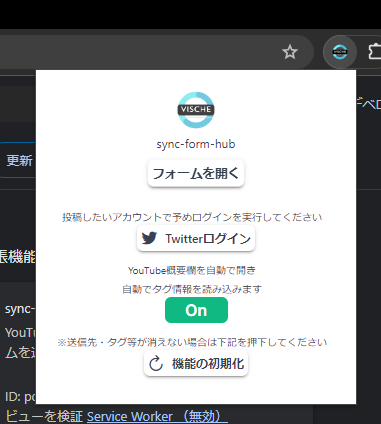 VISCHE
sync-form-hub
フォームを開く
投稿したいアカウントで予めログインを実行してください
Twitterログイン
YouTube概要欄を自動で開き
自動でタグ情報を読み込みます
On
※送信先・タグ等が消えない場合は下記を押下してください
機能の初期化
デベロ
更新
張機能
sync-
YouTu
ムを送
ID: po
ビューを検証 Service Worker （無効）